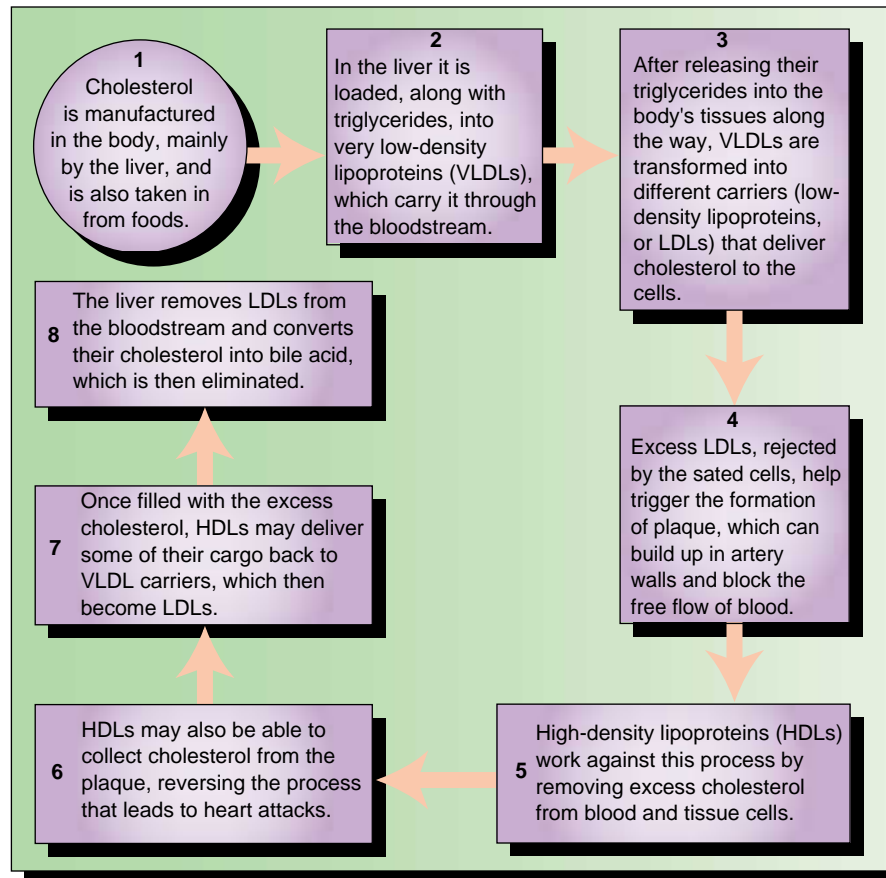 1
Cholesterol
is manufactured
in the body, mainly
by the liver, and
is also taken in
from foods.
2
In the liver it is
loaded, along with
triglycerides, into
very low-density
lipoproteins (VLDLs),
which carry it through
the bloodstream.
3
After releasing their
triglycerides into the
body's tissues along
the way, VLDLs are
transformed into
different carriers (low-
density lipoproteins,
or LDLs) that deliver
cholesterol to the
cells.
4
Excess LDLs, rejected
by the sated cells, help
trigger the formation
of plaque, which can
build up in artery
walls and block the
free flow of blood.
5
High-density lipoproteins (HDLs)
work against this process by
removing excess cholesterol
from blood and tissue cells.
6
HDLs may also be able to
collect cholesterol from the
plaque, reversing the process
that leads to heart attacks.
7
Once filled with the excess
cholesterol, HDLs may deliver
some of their cargo back to
VLDL carriers, which then
become LDLs.
8
The liver removes LDLs from
the bloodstream and converts
their cholesterol into bile acid,
which is then eliminated.